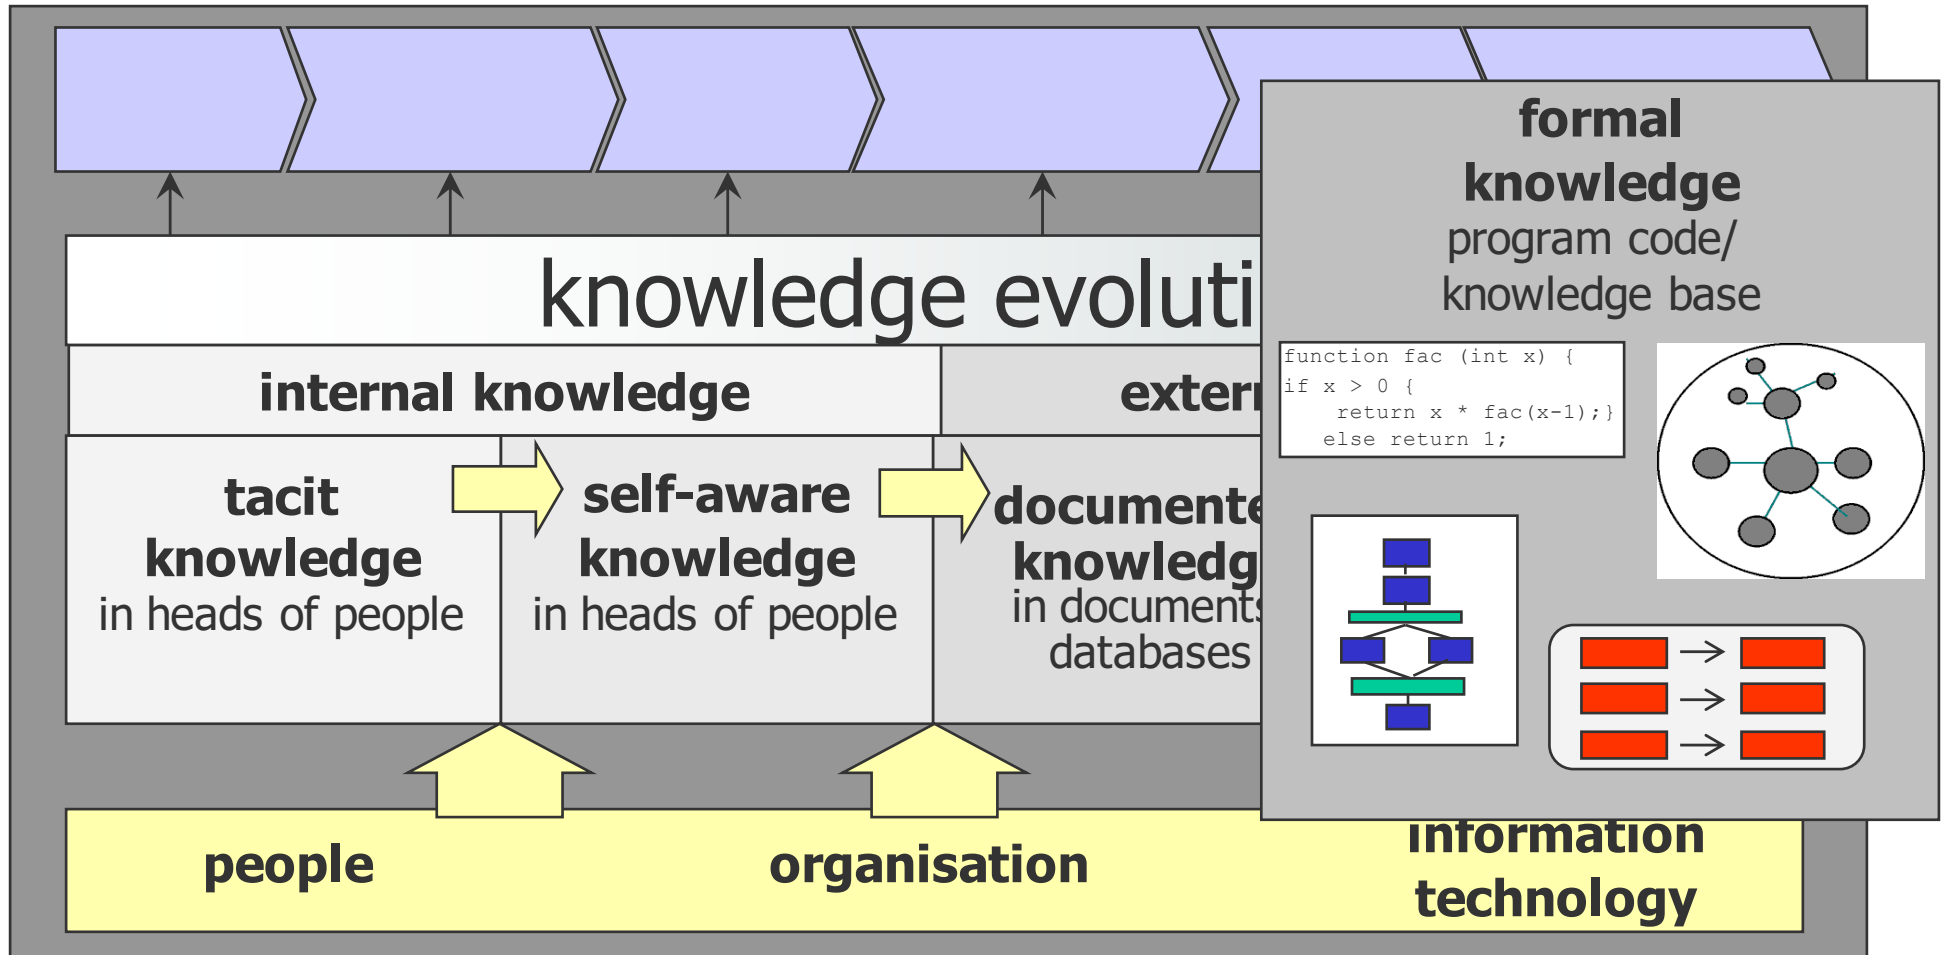 formal
knowledge
program code/
knowledge base
function fac (int x) {
if x > 0 {
return x * fac(x-1);}
else return 1;
knowledge evoluti
internal knowledge
extern
tacit
knowledge
in heads of people
self-aware
knowledge
in heads of people
documente
knowledg
in documents
databases
people
organisation
information
technology